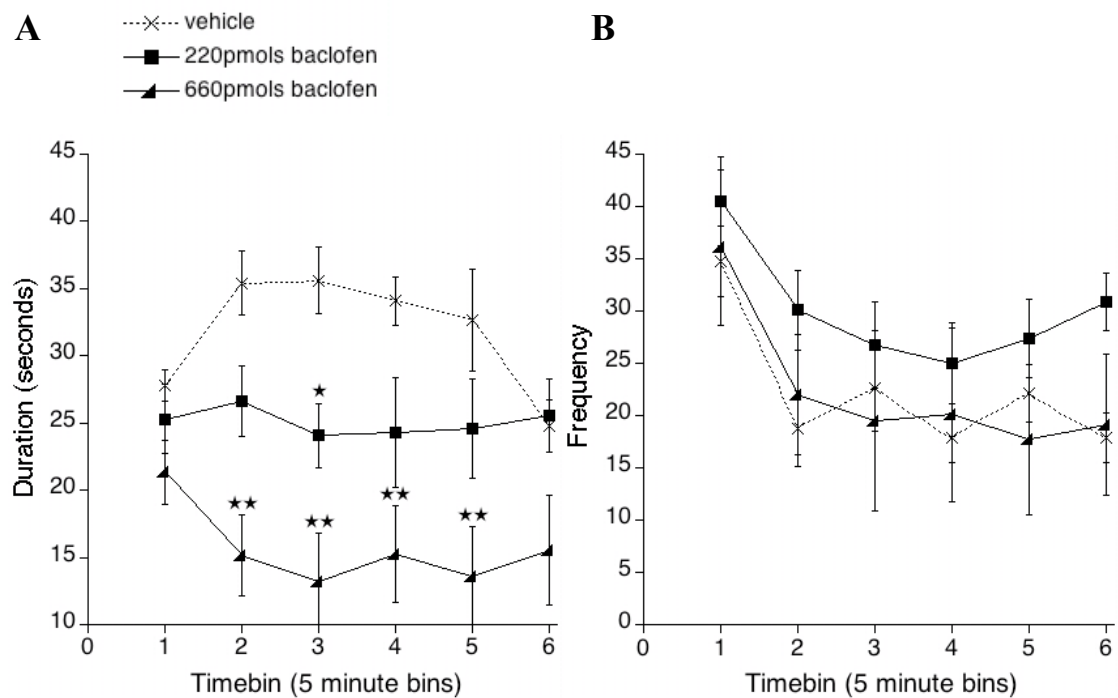 A
vehicle
220pmols baclofen
660pmols baclofen
45
40
35
30
25
20
15
10
Duration (seconds)
★
★★
★★
★★
★★
0 1 2 3 4 5 6
Timebin (5 minute bins)
B
45
40
35
30
25
20
15
10
5
0
Frequency
0 1 2 3 4 5 6
Timebin (5 minute bins)